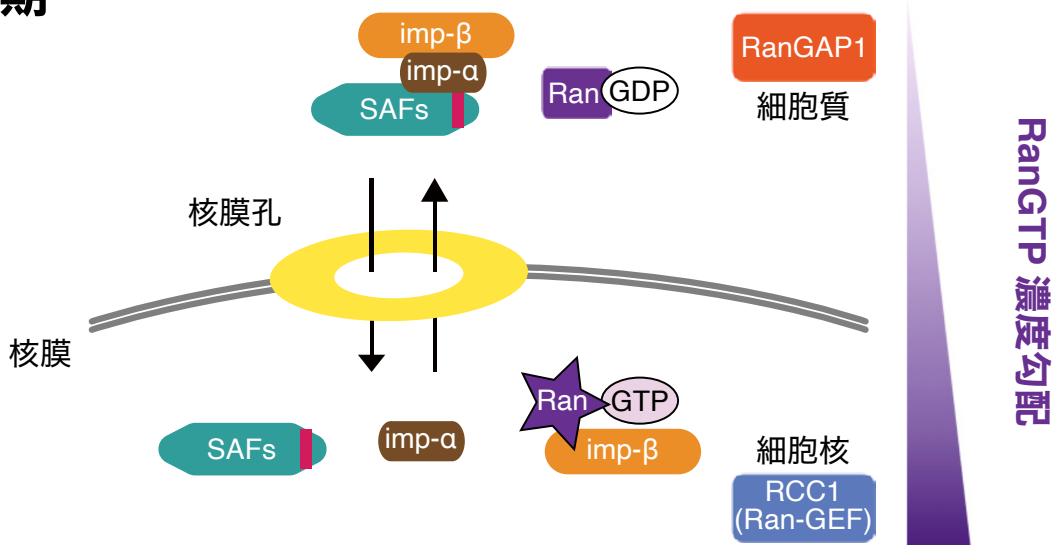 期
imp-β
imp-α
SAFs
Ran GDP
RanGAP1
細胞質
核膜孔
核膜
RanGTP 濃度勾配
Ran GTP
imp-β
SAFs
imp-α
細胞核
RCC1
(Ran-GEF)